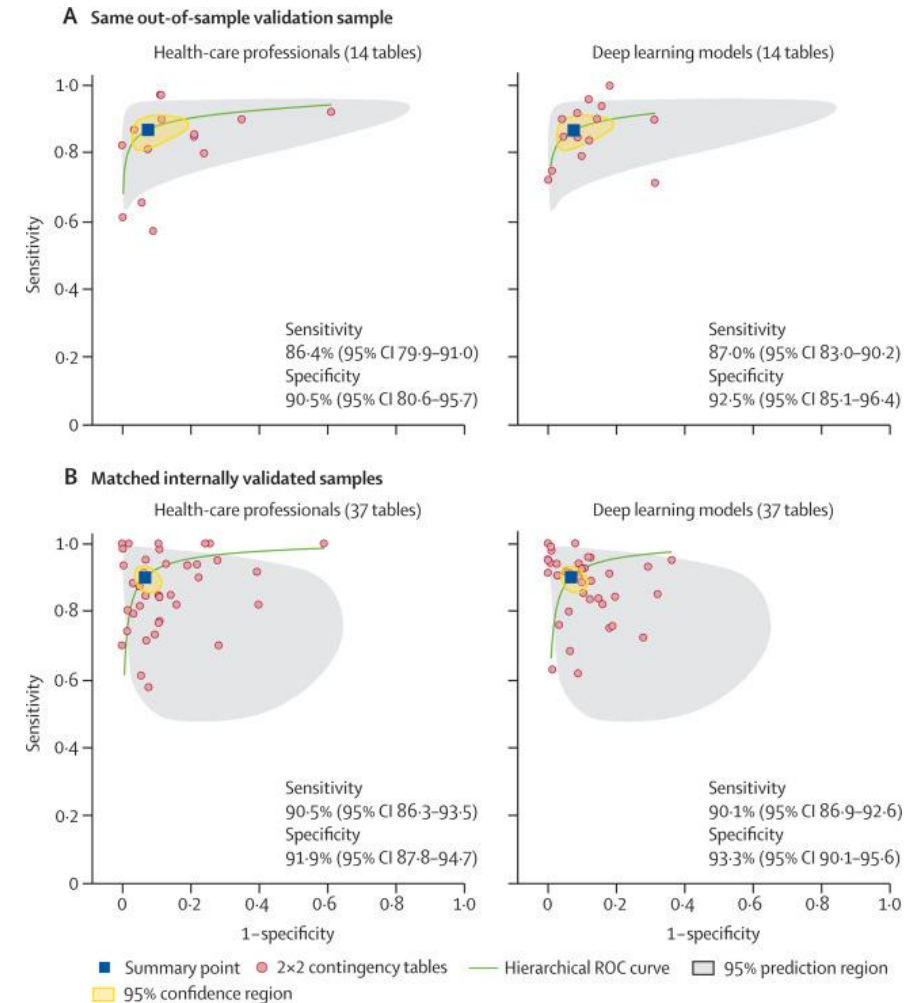 A Same out-of-sample validation sample
Health-care professionals (14 tables)
Deep learning models (14 tables)
1·0
0·8
0·6
0·4
0·2
0
Sensitivity
Sensitivity
86·4% (95% CI 79·9–91·0)
Specificity
90·5% (95% CI 80·6–95·7)
Sensitivity
87·0% (95% CI 83·0–90·2)
Specificity
92·5% (95% CI 85·1–96·4)
B Matched internally validated samples
Health-care professionals (37 tables)
Deep learning models (37 tables)
1·0
0·8
0·6
0·4
0·2
0
Sensitivity
Sensitivity
90·5% (95% CI 86·3–93·5)
Specificity
91·9% (95% CI 87·8–94·7)
Sensitivity
90·1% (95% CI 86·9–92·6)
Specificity
93·3% (95% CI 90·1–95·6)
0 0·2 0·4 0·6 0·8 1·0
0 0·2 0·4 0·6 0·8 1·0
1–specificity
1–specificity
Summary point 2×2 contingency tables Hierarchical ROC curve 95% prediction region
95% confidence region